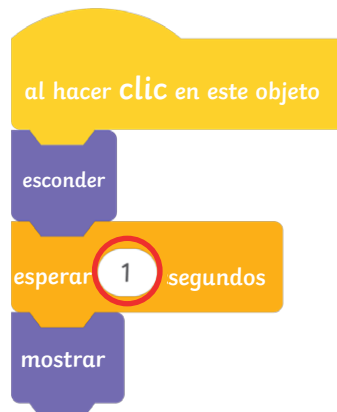 al hacer clic en este objeto
esconder
esperar 1 segundos
mostrar